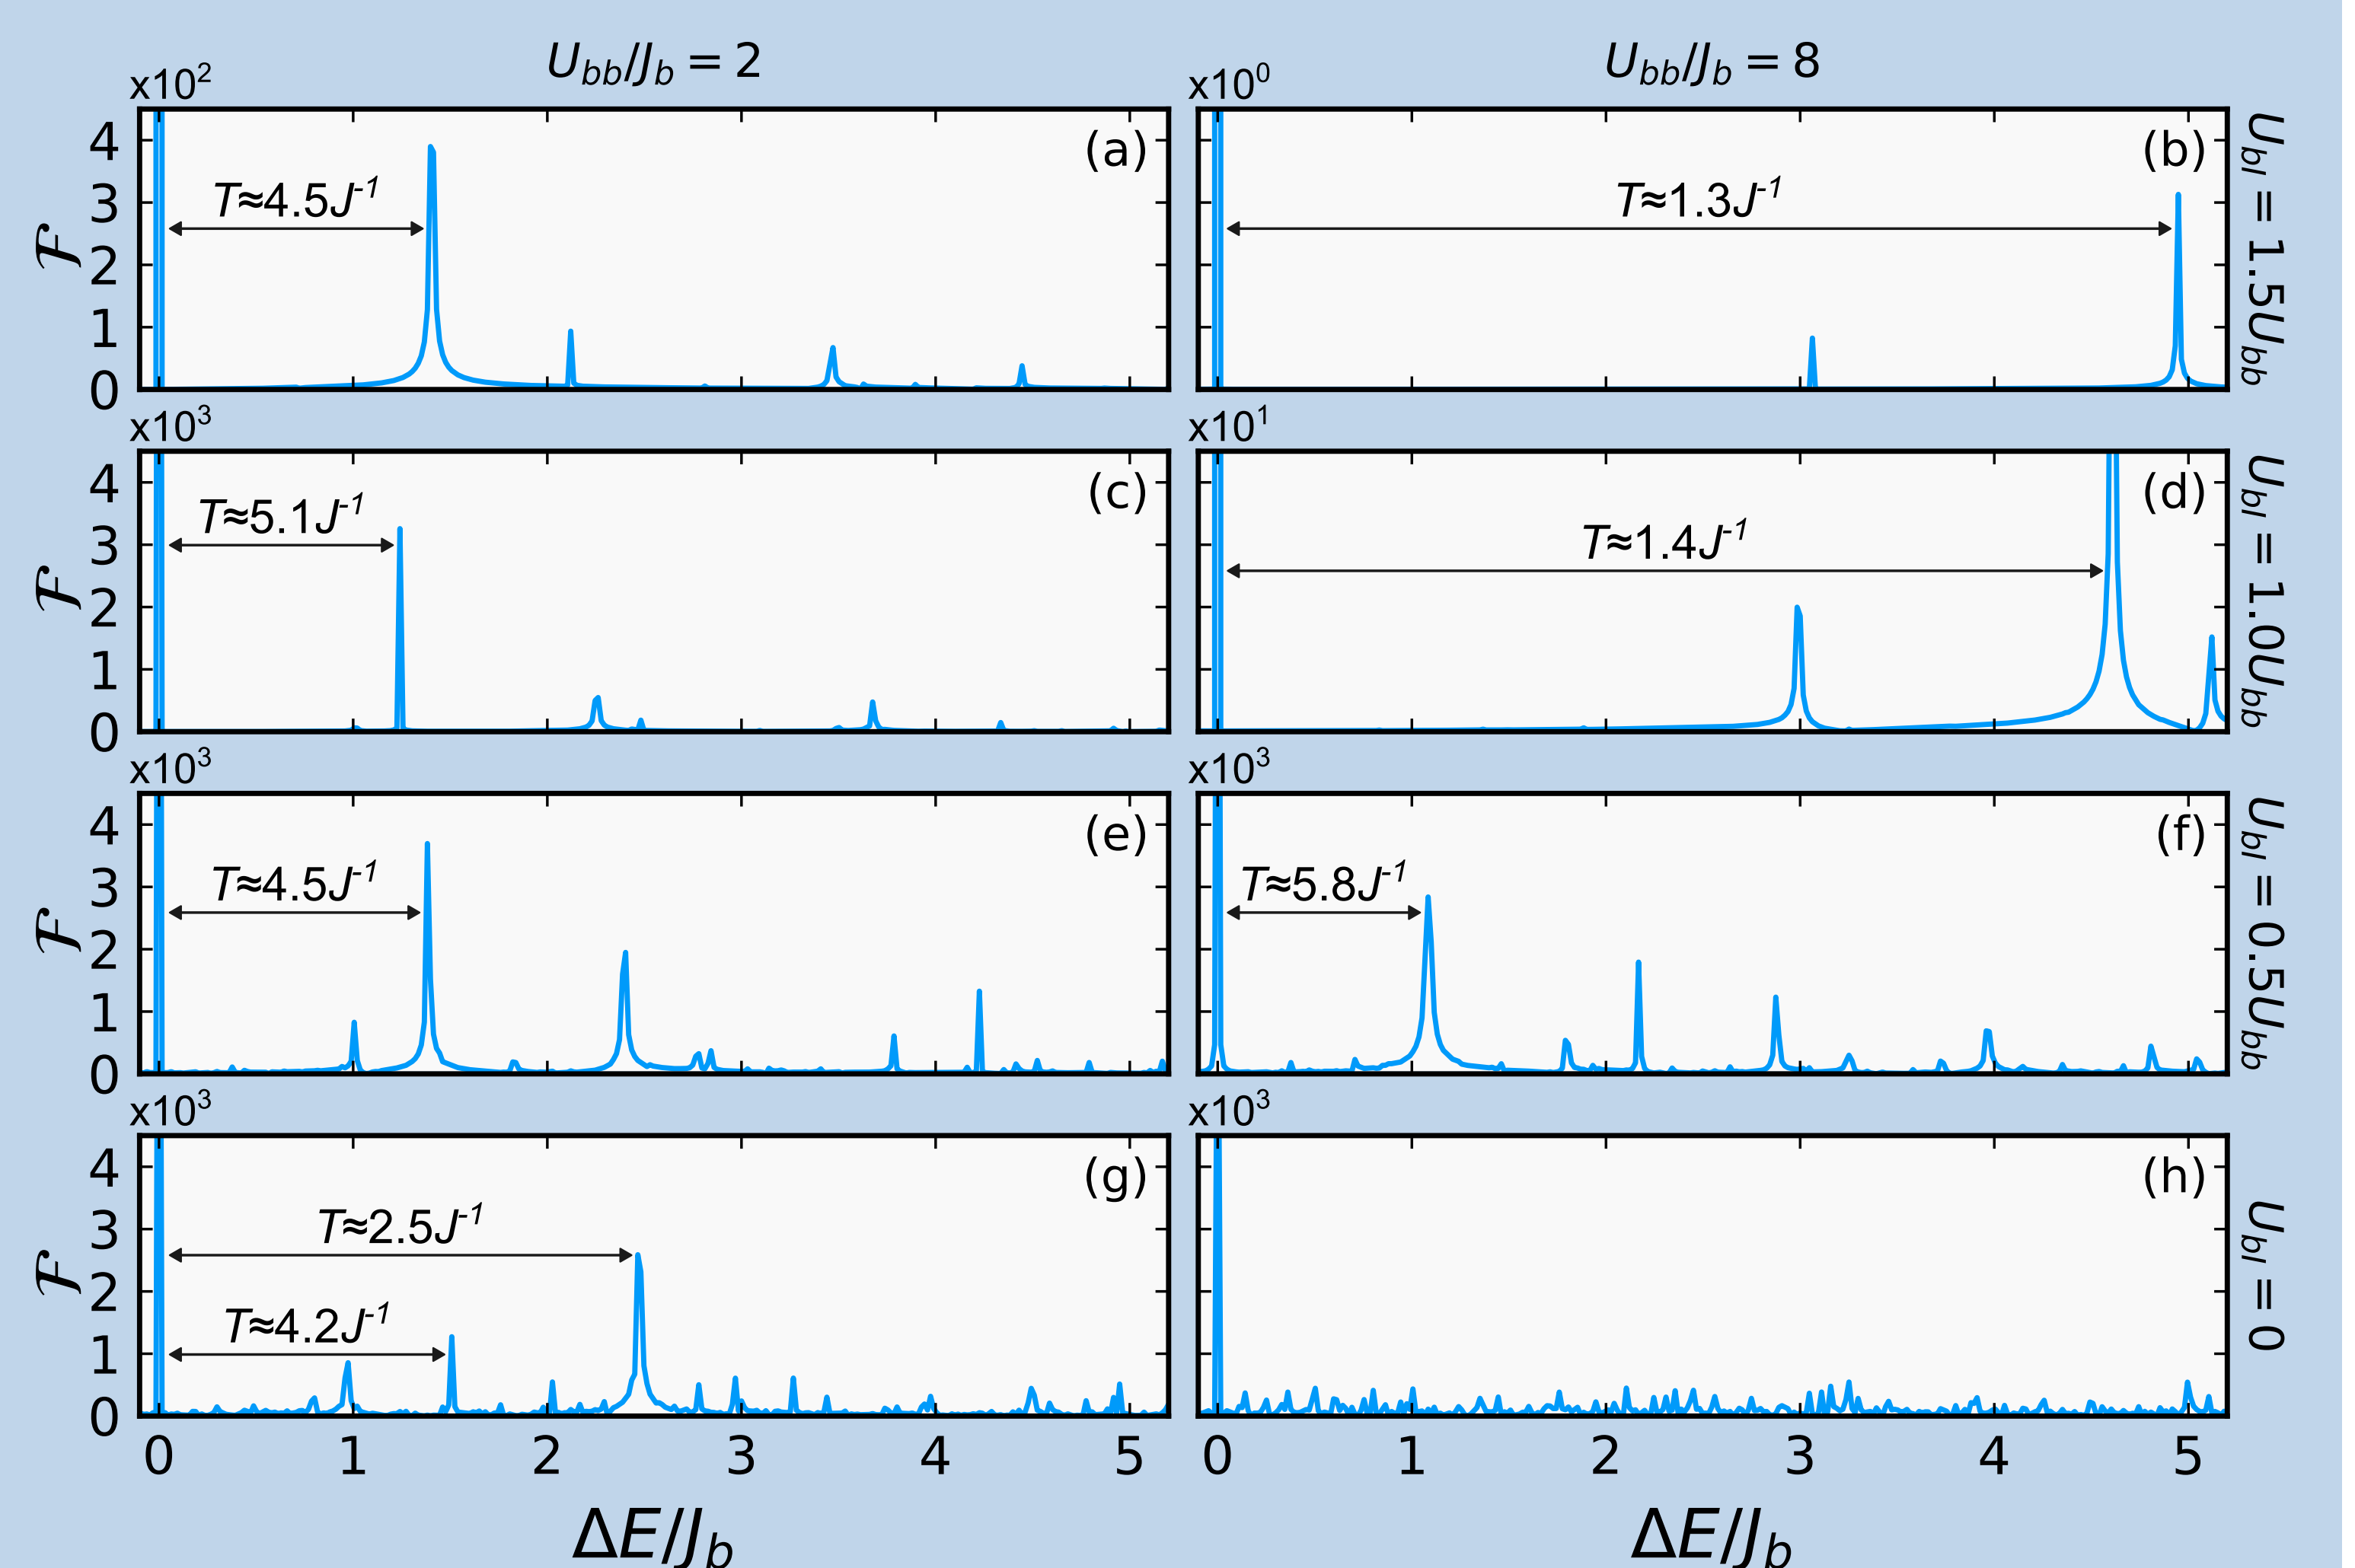 U_bb/J_b = 2
U_bb/J_b = 8
x10^2
4
3
2
1
0
F
T≈4.5J^-1
(a)
x10^0
T≈1.3J^-1
(b)
U_bI = 1.5U_bb
x10^3
4
3
2
1
0
F
T≈5.1J^-1
(c)
x10^1
T≈1.4J^-1
(d)
U_bI = 1.0U_bb
x10^3
4
3
2
1
0
F
T≈4.5J^-1
(e)
x10^3
T≈5.8J^-1
(f)
U_bI = 0.5U_bb
x10^3
4
3
2
1
0
F
T≈2.5J^-1
T≈4.2J^-1
(g)
x10^3
(h)
U_bI = 0
0 1 2 3 4 5
0 1 2 3 4 5
ΔE/J_b
ΔE/J_b